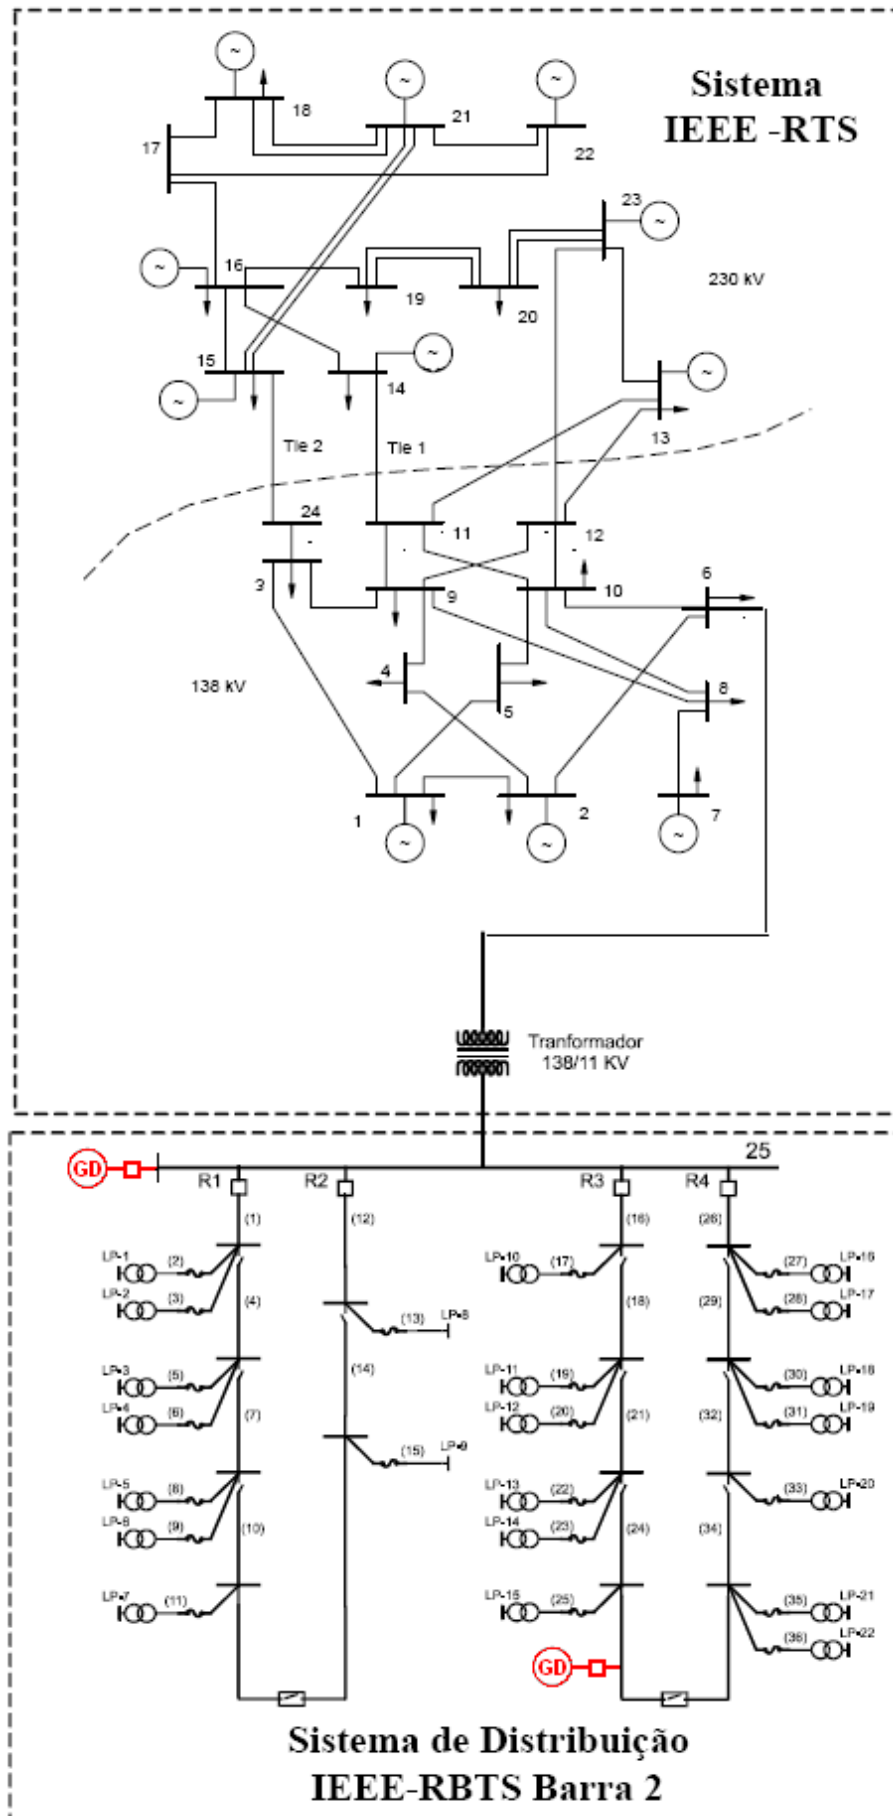 Sistema
IEEE -RTS
~
~
~
18
21
22
17
23
~
~
16
19
20
230 kV
15
14
~
~
~
13
Tie 2
Tie 1
24
11
12
3
9
10
6
138 kV
4
5
8
1
2
7
~
~
~
Tranformador
138/11 KV
25
GD
R1
R2
R3
R4
(1)
(12)
(16)
(26)
LP-1
(2)
LP-2
(3)
(4)
LP-10
(17)
(18)
(27)
LP-16
(28)
LP-17
(29)
(13)
LP-8
(14)
LP-3
(5)
LP-4
(6)
(7)
LP-11
(19)
LP-12
(20)
(21)
(30)
LP-18
(31)
LP-19
(32)
(15)
LP-9
LP-5
(8)
LP-6
(9)
(10)
LP-13
(22)
LP-14
(23)
(24)
(33)
LP-20
(34)
LP-7
(11)
LP-15
(25)
(35)
LP-21
(36)
LP-22
GD
Sistema de Distribuição
IEEE-RBTS Barra 2